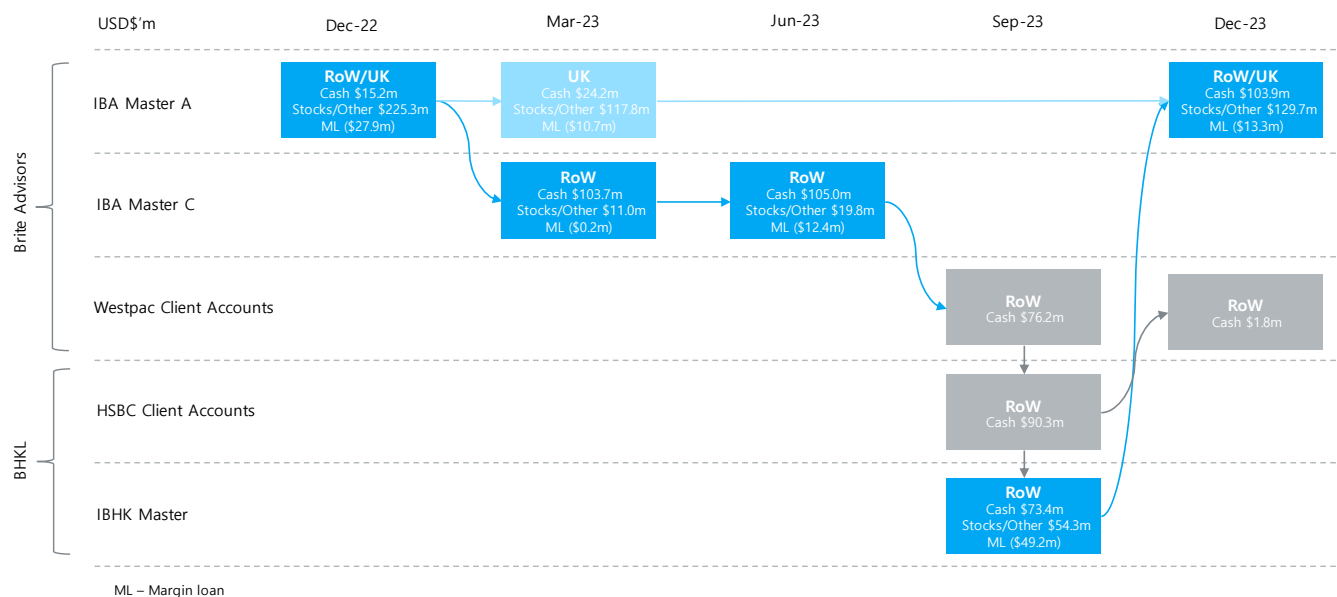 USD$'m
Dec-22
Mar-23
Jun-23
Sep-23
Dec-23
Brite Advisors
IBA Master A
RoW/UK
Cash $15.2m
Stocks/Other $225.3m
ML ($27.9m)
UK
Cash $24.2m
Stocks/Other $117.8m
ML ($10.7m)
RoW/UK
Cash $103.9m
Stocks/Other $129.7m
ML ($13.3m)
IBA Master C
RoW
Cash $103.7m
Stocks/Other $11.0m
ML ($0.2m)
RoW
Cash $105.0m
Stocks/Other $19.8m
ML ($12.4m)
Westpac Client Accounts
RoW
Cash $76.2m
RoW
Cash $1.8m
BHKL
HSBC Client Accounts
RoW
Cash $90.3m
IBHK Master
RoW
Cash $73.4m
Stocks/Other $54.3m
ML ($49.2m)
ML – Margin loan